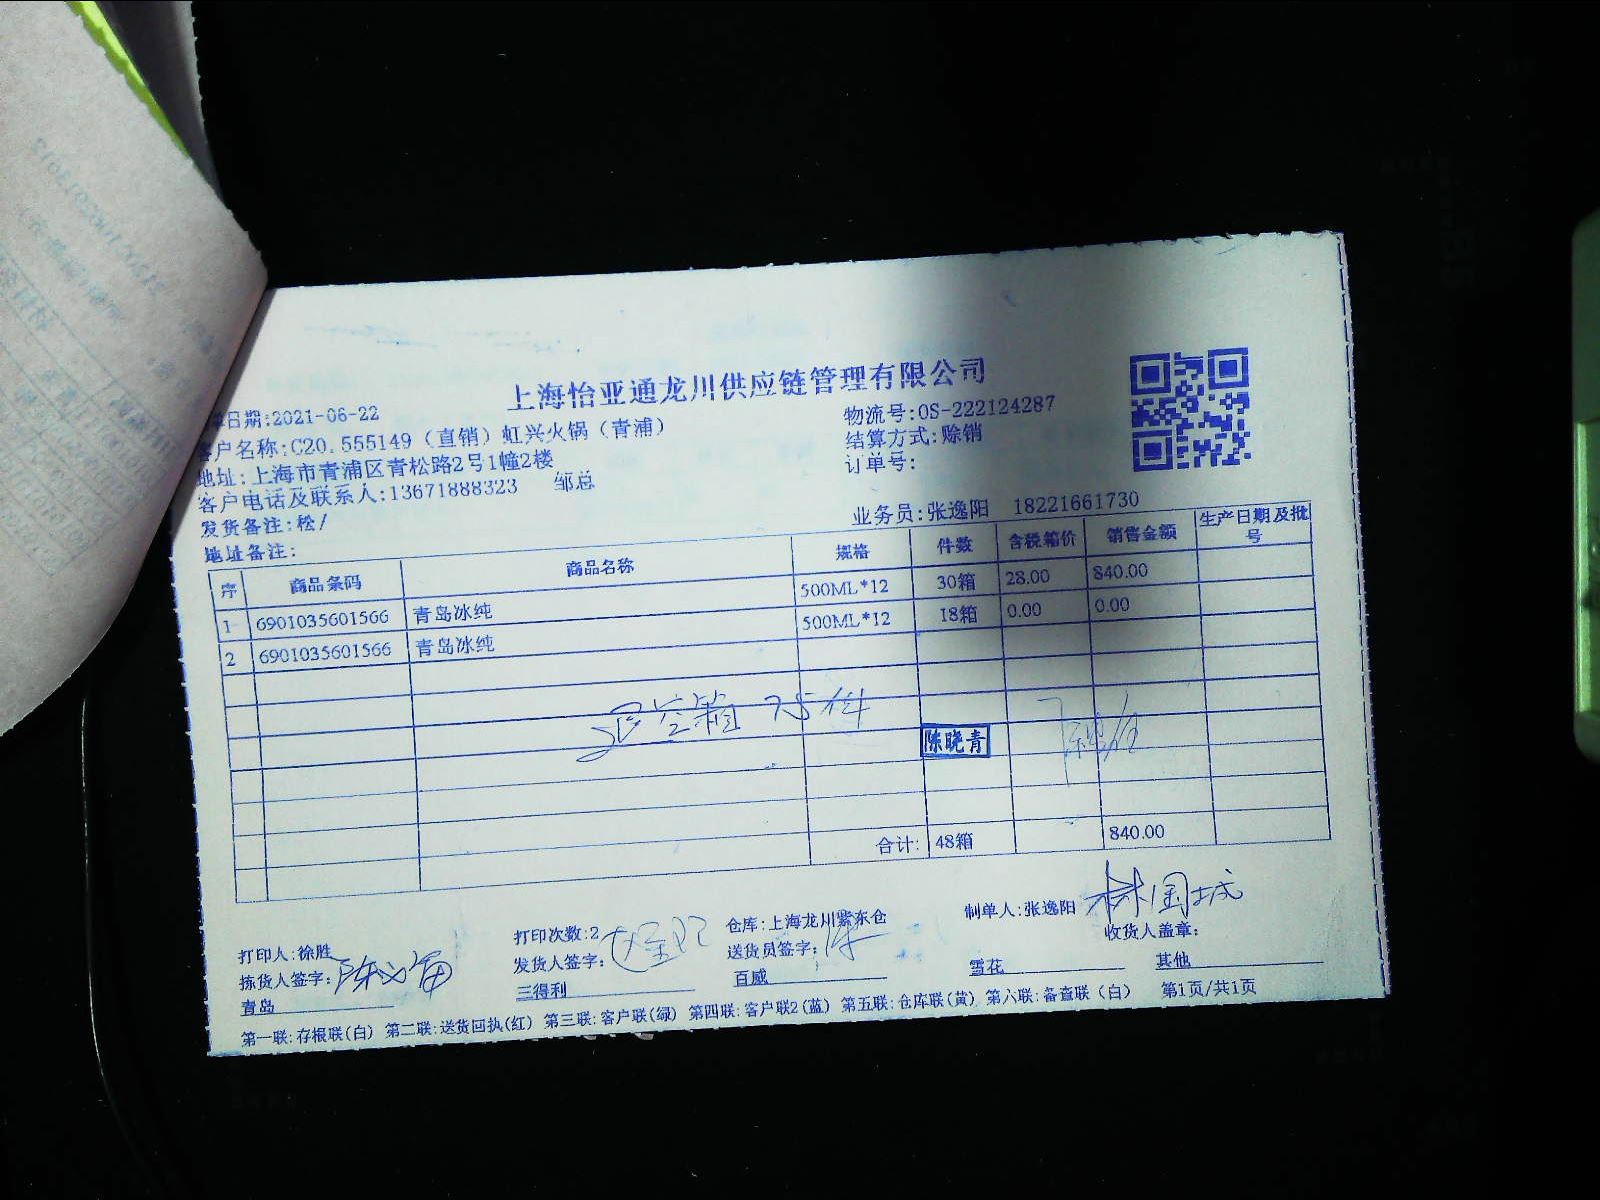 上海怡亚通龙川供应链管理有限公司
单日期:2021-06-22
物流号:OS-222124287
客户名称:C20.555149（直销）虹兴火锅（青浦）
结算方式:赊销
地址:上海市青浦区青松路2号1幢2楼
订单号:
客户电话及联系人:13671888323 邹总
发货备注:松/
业务员:张逸阳 18221661730
地址备注:
序 商品条码 商品名称 规格 件数 含税箱价 销售金额 生产日期及批号
1 6901035601566 青岛冰纯 500ML*12 30箱 28.00 840.00
2 6901035601566 青岛冰纯 500ML*12 18箱 0.00 0.00
退空箱 75件
陈晓青
合计: 48箱 840.00
打印人:徐胜 打印次数:2 仓库:上海龙川紫东仓 制单人:张逸阳 林国城
拣货人签字: 发货人签字: 送货员签字: 收货人盖章:
青岛 三得利 百威 雪花 其他
第一联:存根联(白) 第二联:送货回执(红) 第三联:客户联(绿) 第四联:客户联2(蓝) 第五联:仓库联(黄) 第六联:备查联(白) 第1页/共1页